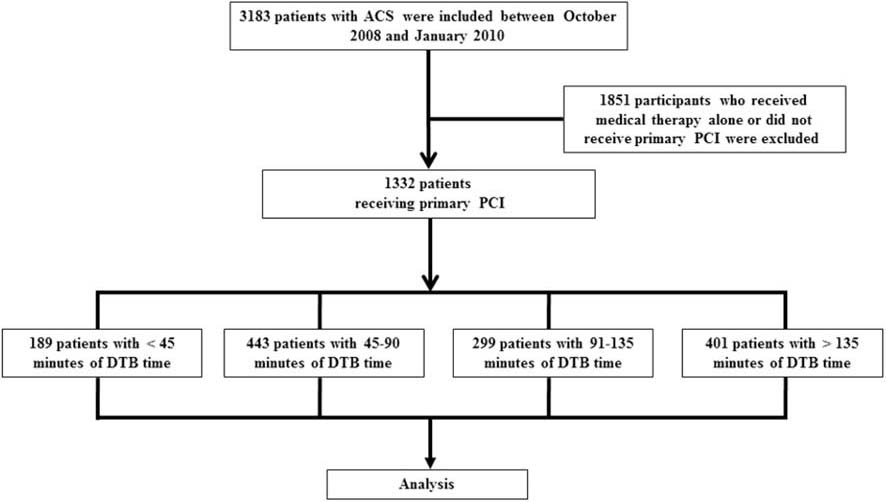 3183 patients with ACS were included between October
2008 and January 2010
1851 participants who received
medical therapy alone or did not
receive primary PCI were excluded
1332 patients
receiving primary PCI
189 patients with < 45
minutes of DTB time
443 patients with 45-90
minutes of DTB time
299 patients with 91-135
minutes of DTB time
401 patients with > 135
minutes of DTB time
Analysis